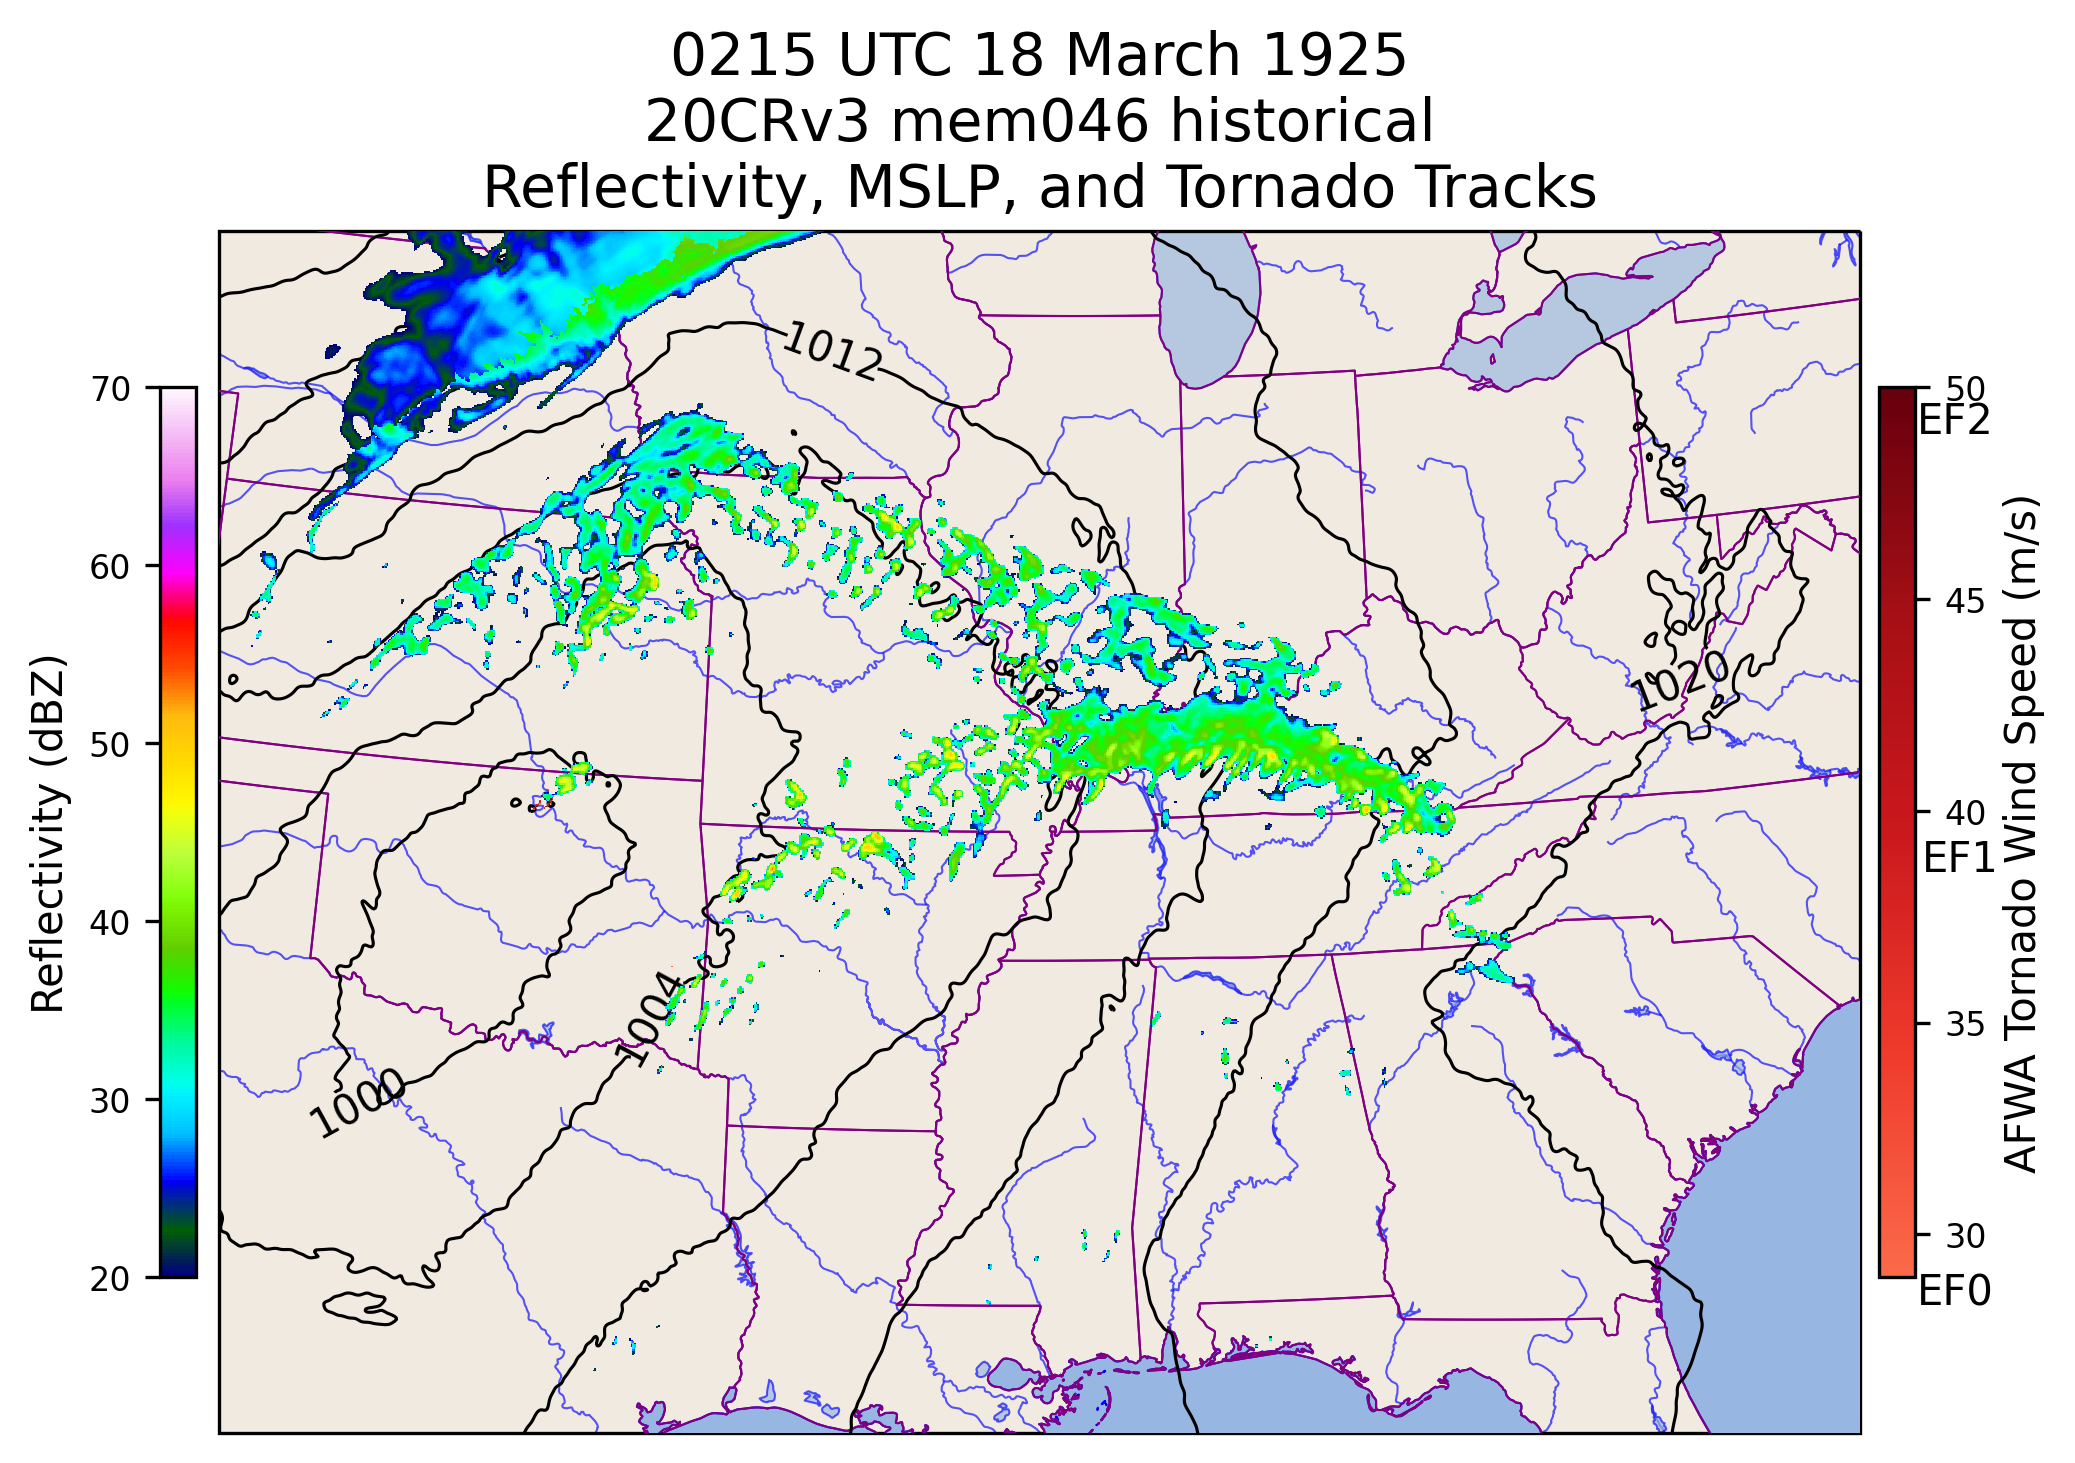 0215 UTC 18 March 1925
20CRv3 mem046 historical
Reflectivity, MSLP, and Tornado Tracks
Reflectivity (dBZ)
70
60
50
40
30
20
1012
1020
1004
1000
50
EF2
45
40
EF1
35
30
EF0
AFWA Tornado Wind Speed (m/s)